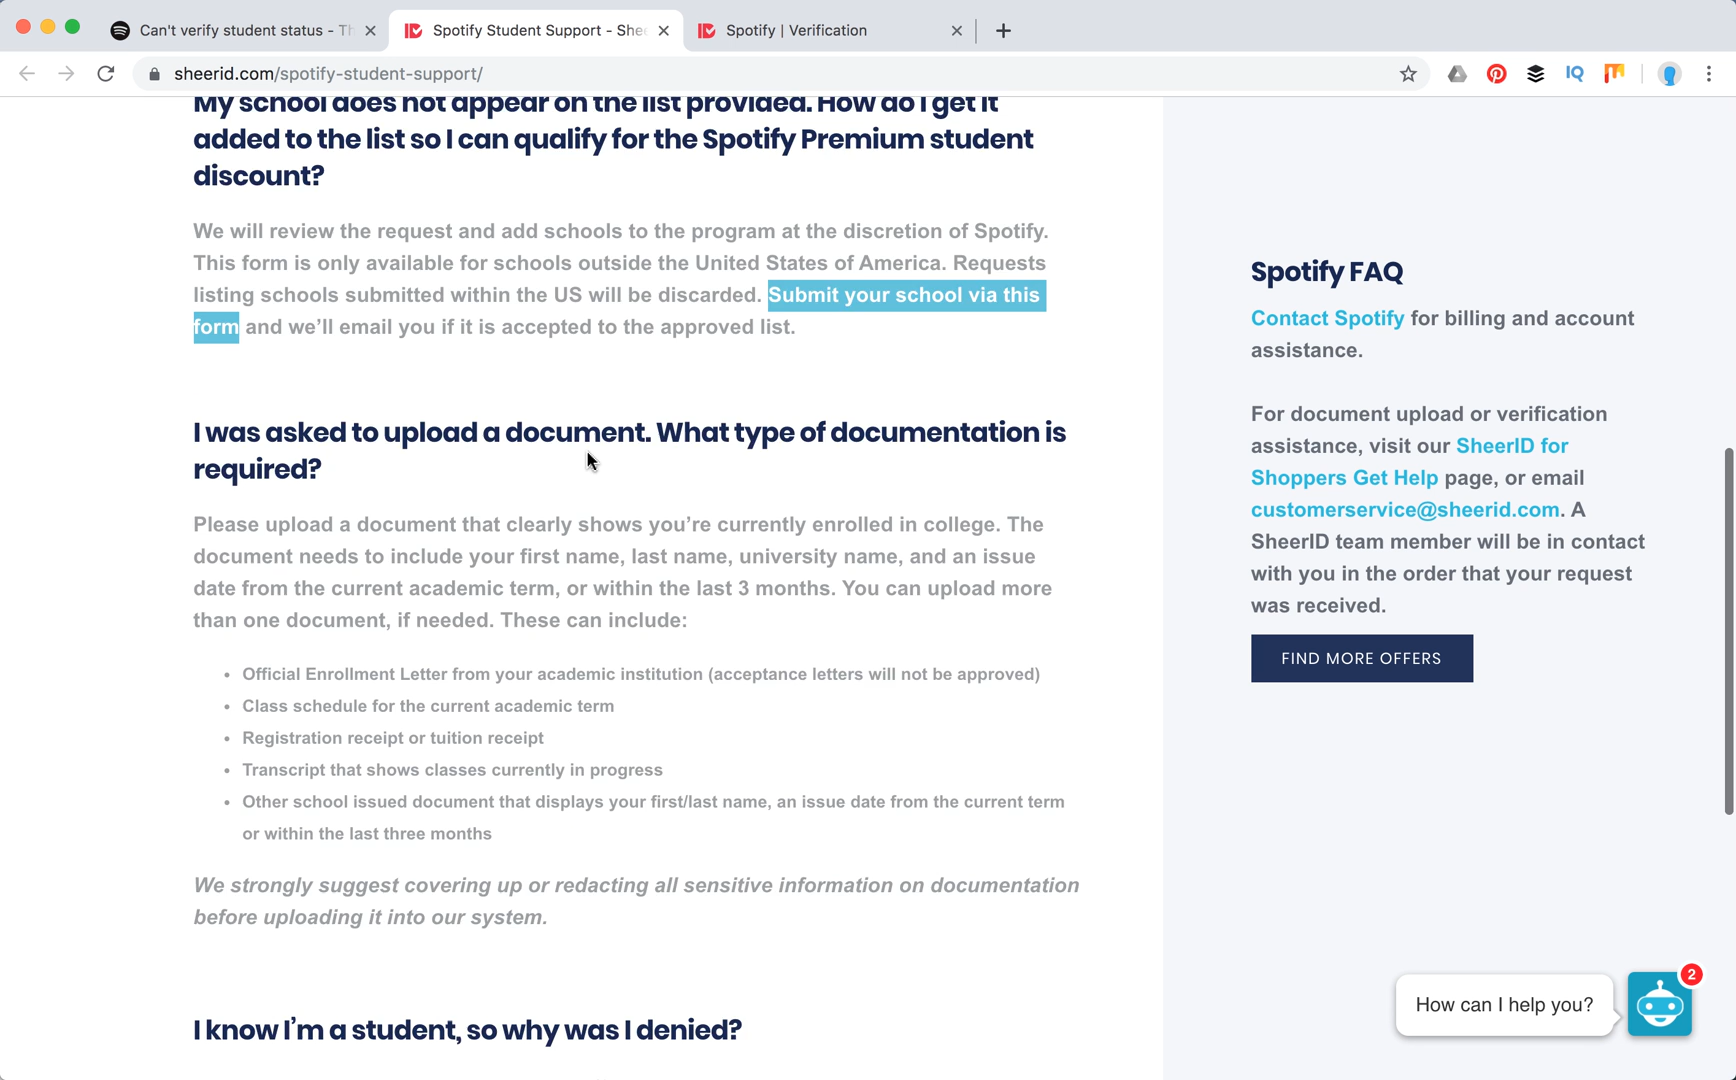 Can't verify student status - Th
Spotify Student Support - Shee
Spotify | Verification
sheerid.com/spotify-student-support/
IQ
My school does not appear on the list provided. How do I get it
added to the list so I can qualify for the Spotify Premium student
discount?
We will review the request and add schools to the program at the discretion of Spotify.
This form is only available for schools outside the United States of America. Requests
listing schools submitted within the US will be discarded. Submit your school via this
form and we’ll email you if it is accepted to the approved list.
I was asked to upload a document. What type of documentation is
required?
Please upload a document that clearly shows you’re currently enrolled in college. The
document needs to include your first name, last name, university name, and an issue
date from the current academic term, or within the last 3 months. You can upload more
than one document, if needed. These can include:
• Official Enrollment Letter from your academic institution (acceptance letters will not be approved)
• Class schedule for the current academic term
• Registration receipt or tuition receipt
• Transcript that shows classes currently in progress
• Other school issued document that displays your first/last name, an issue date from the current term
or within the last three months
We strongly suggest covering up or redacting all sensitive information on documentation
before uploading it into our system.
I know I’m a student, so why was I denied?
Spotify FAQ
Contact Spotify for billing and account
assistance.
For document upload or verification
assistance, visit our SheerID for
Shoppers Get Help page, or email
customerservice@sheerid.com. A
SheerID team member will be in contact
with you in the order that your request
was received.
FIND MORE OFFERS
How can I help you?
2